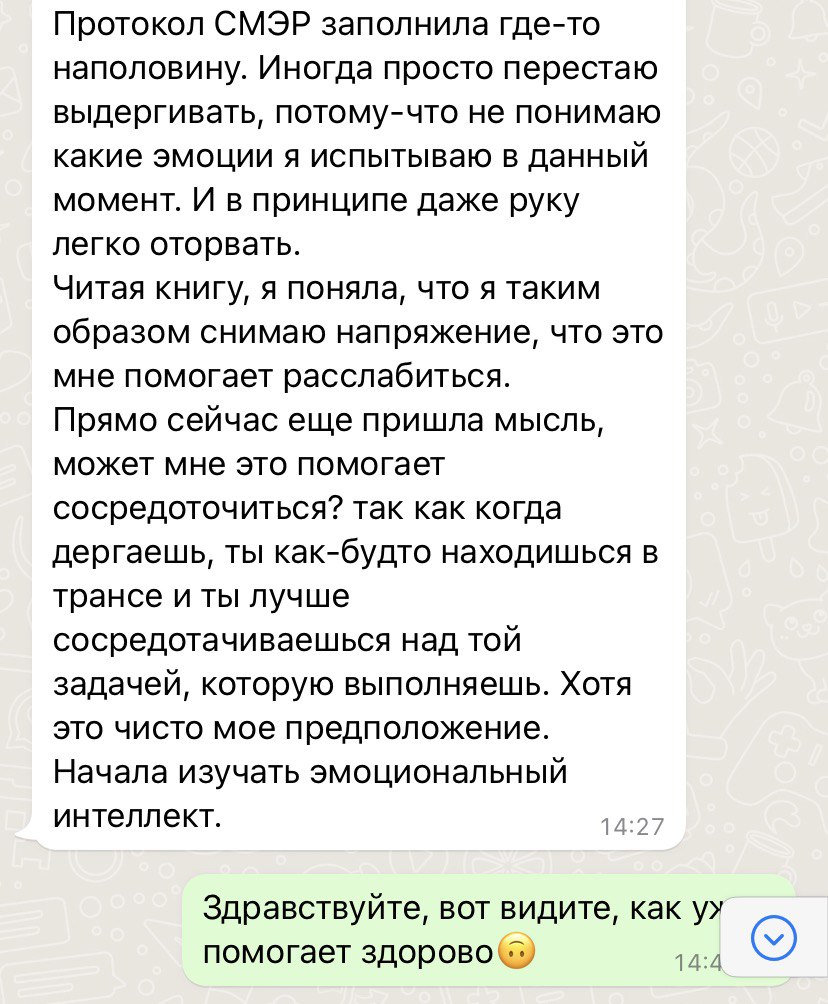 Протокол СМЭР заполнила где-то
наполовину. Иногда просто перестаю
выдергивать, потому-что не понимаю
какие эмоции я испытываю в данный
момент. И в принципе даже руку
легко оторвать.
Читая книгу, я поняла, что я таким
образом снимаю напряжение, что это
мне помогает расслабиться.
Прямо сейчас еще пришла мысль,
может мне это помогает
сосредоточиться? так как когда
дергаешь, ты как-будто находишься в
трансе и ты лучше
сосредотачиваешься над той
задачей, которую выполняешь. Хотя
это чисто мое предположение.
Начала изучать эмоциональный
интеллект.
14:27
Здравствуйте, вот видите, как
помогает здорово🙃